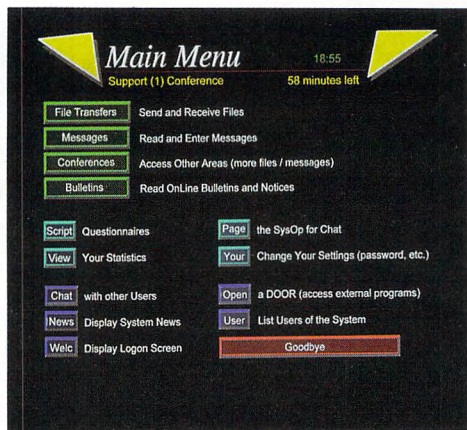 Main Menu
18:55
Support (1) Conference
58 minutes left
File Transfers Send and Receive Files
Messages Read and Enter Messages
Conferences Access Other Areas (more files / messages)
Bulletins Read OnLine Bulletins and Notices
Script Questionnaires
Page the SysOp for Chat
View Your Statistics
Your Change Your Settings (password, etc.)
Chat with other Users
Open a DOOR (access external programs)
News Display System News
User List Users of the System
Welc Display Logon Screen
Goodbye